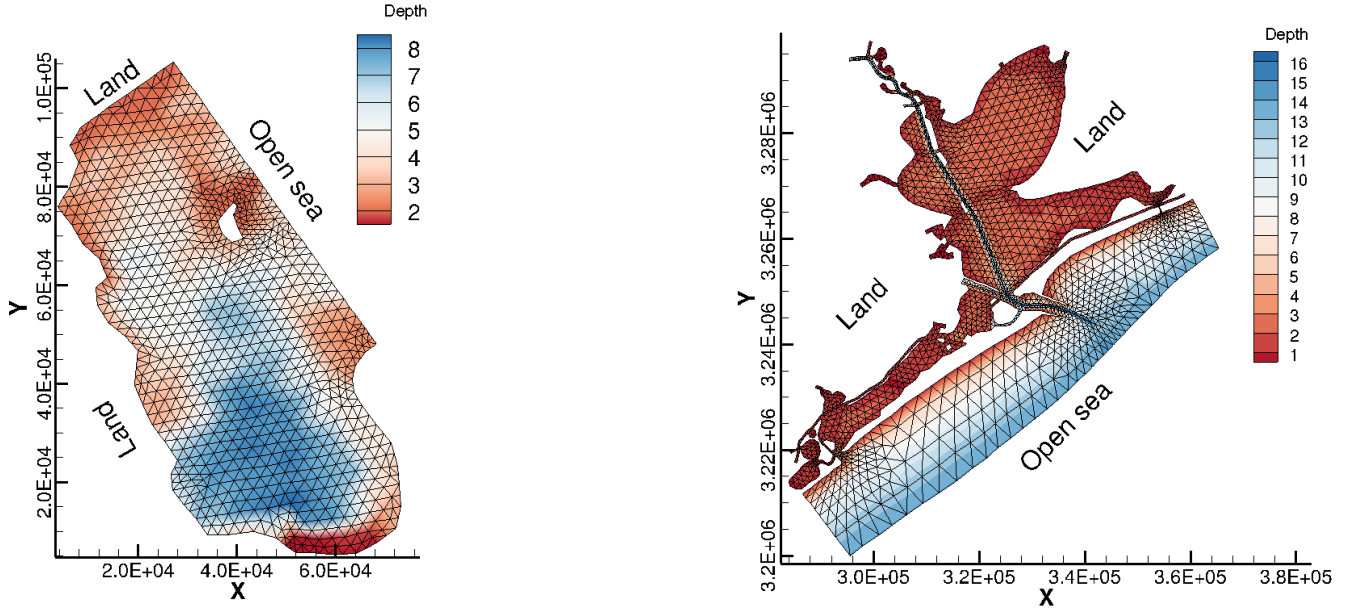 Depth
8
7
6
5
4
3
2
Land
Open sea
Land
1.0E+05
8.0E+04
6.0E+04
4.0E+04
2.0E+04
Y
2.0E+04 4.0E+04 6.0E+04
X
Depth
16
15
14
13
12
11
10
9
8
7
6
5
4
3
2
1
Land
Land
Open sea
3.28E+06
3.26E+06
3.24E+06
3.22E+06
3.2E+06
Y
3.0E+05 3.2E+05 3.4E+05 3.6E+05 3.8E+05
X